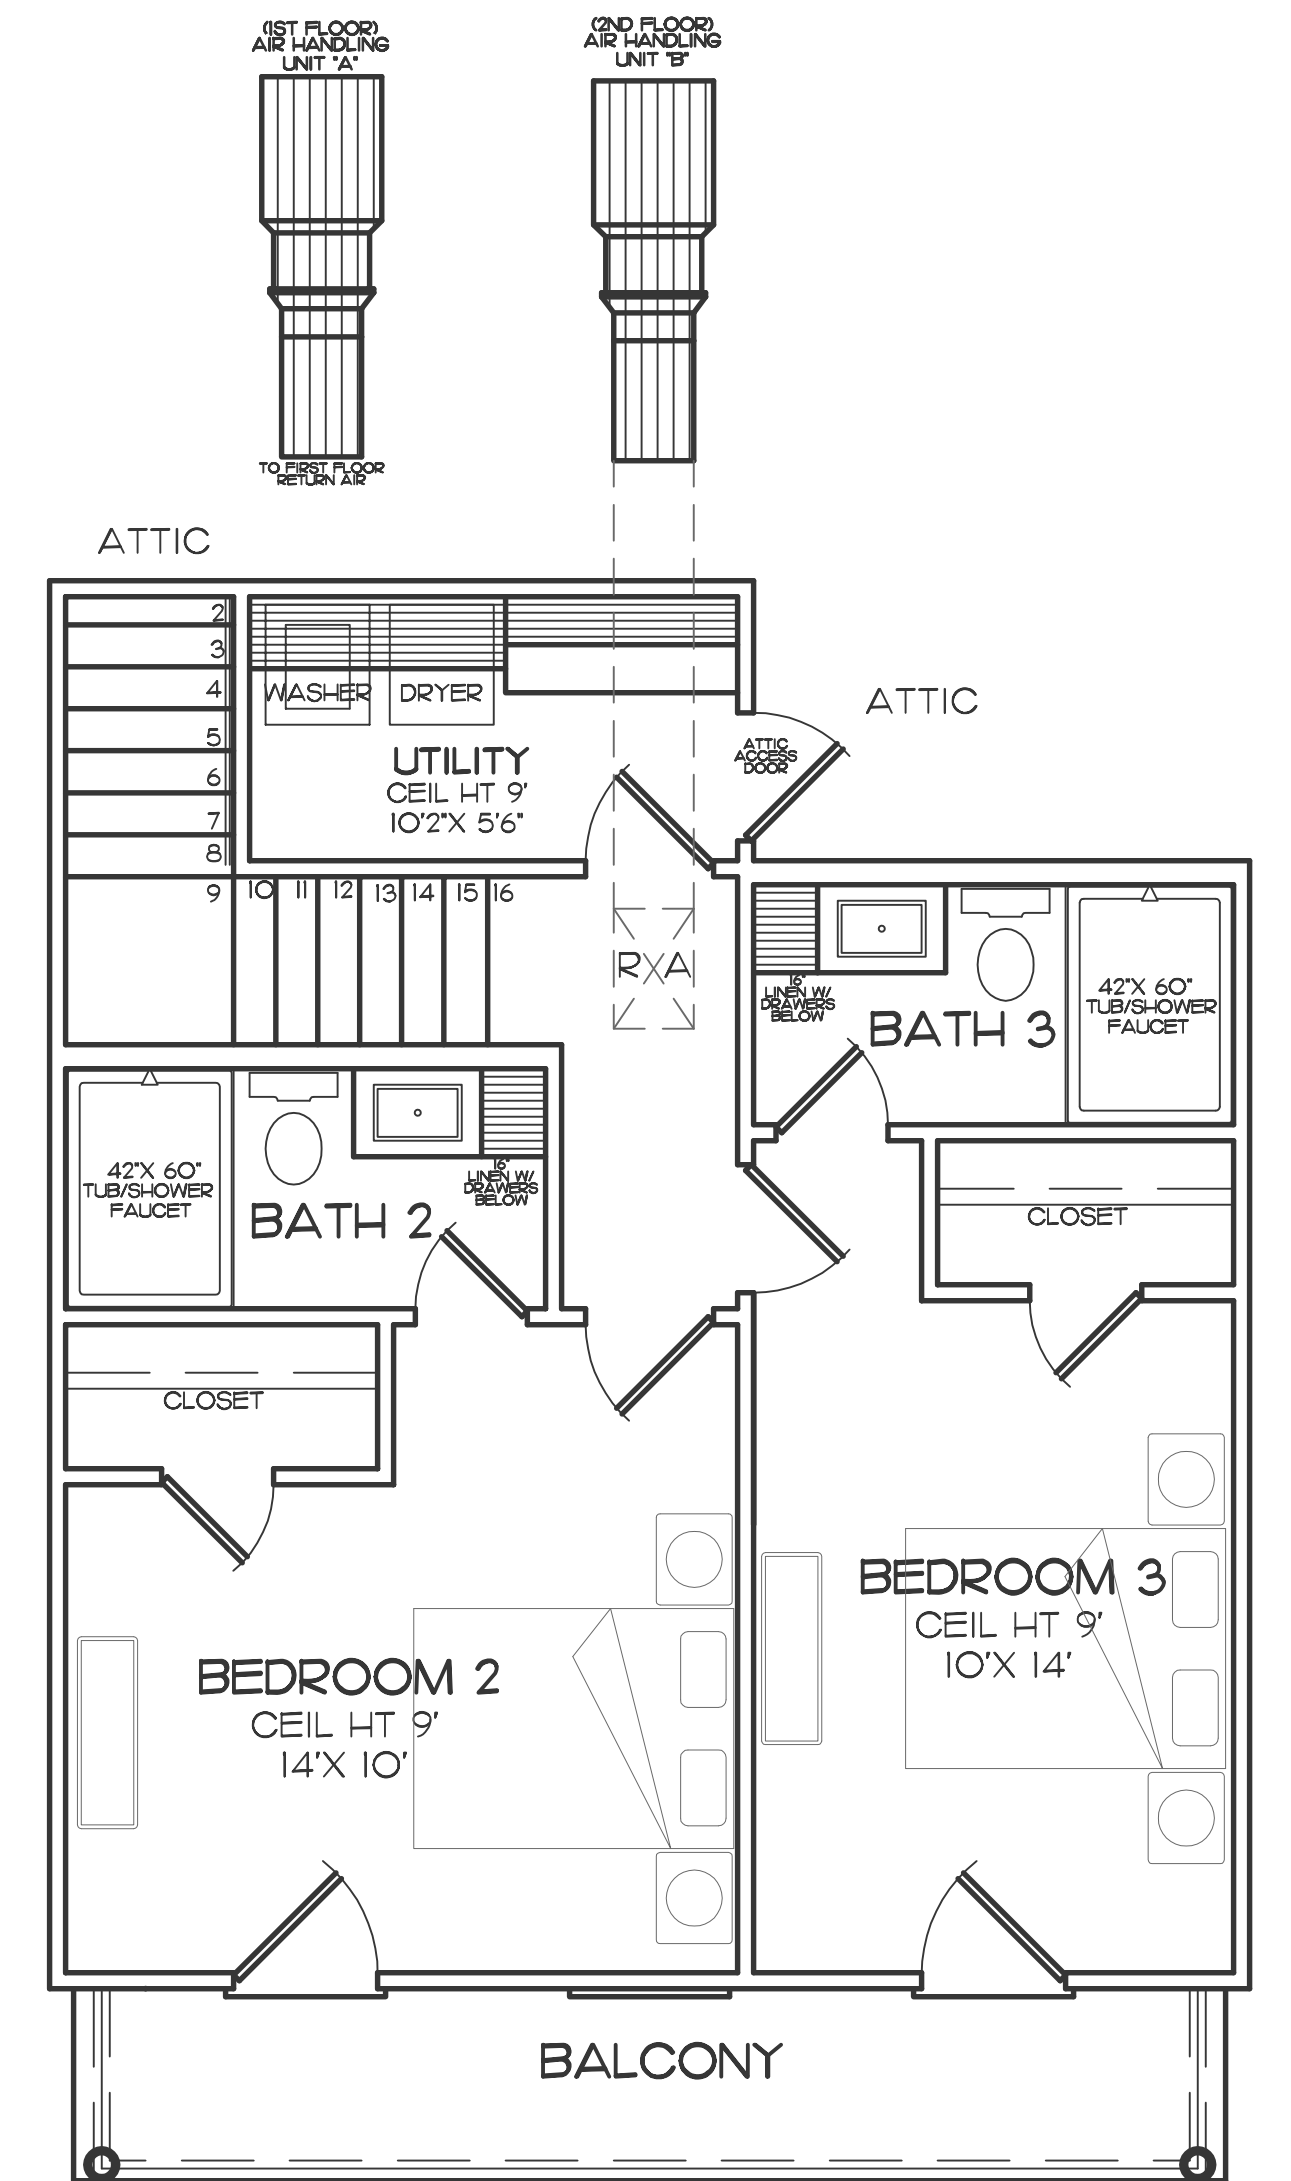 (1ST FLOOR)
AIR HANDLING
UNIT "A"
(2ND FLOOR)
AIR HANDLING
UNIT "B"
TO FIRST FLOOR
RETURN AIR
ATTIC
2
3
4
5
6
7
8
9
10 11 12 13 14 15 16
WASHER DRYER
UTILITY
CEIL HT 9'
10'2"X 5'6"
ATTIC
ATTIC
ACCESS
DOOR
R A
16"
LINEN W/
DRAWERS
BELOW
BATH 3
42"X 60"
TUB/SHOWER
FAUCET
42"X 60"
TUB/SHOWER
FAUCET
BATH 2
16"
LINEN W/
DRAWERS
BELOW
CLOSET
CLOSET
BEDROOM 3
CEIL HT 9'
10'X 14'
BEDROOM 2
CEIL HT 9'
14'X 10'
BALCONY